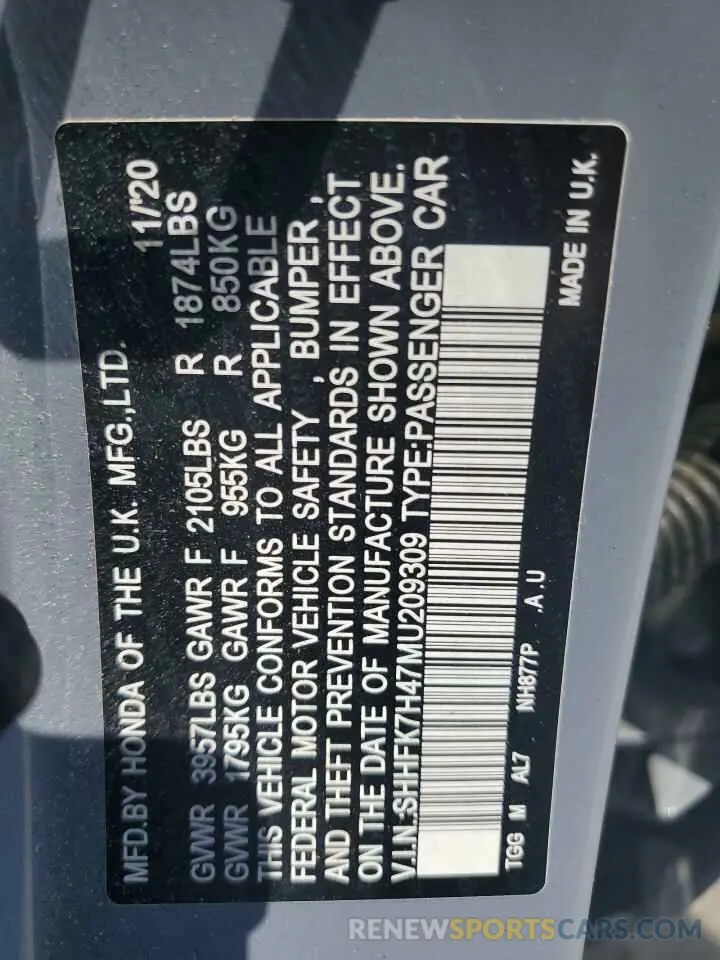 MFD.BY HONDA OF THE U.K. MFG.,LTD. 11/'20
GVWR 3957LBS GAWR F 2105LBS R 1874LBS
GVWR 1795KG GAWR F 955KG R 850KG
THIS VEHICLE CONFORMS TO ALL APPLICABLE
FEDERAL MOTOR VEHICLE SAFETY , BUMPER ,
AND THEFT PREVENTION STANDARDS IN EFFECT
ON THE DATE OF MANUFACTURE SHOWN ABOVE.
V.I.N:SHHFK7H47MU209309 TYPE:PASSENGER CAR
TGG M AL7 NH877P .A.U
MADE IN U.K.
RENEWSPORTSCARS.COM